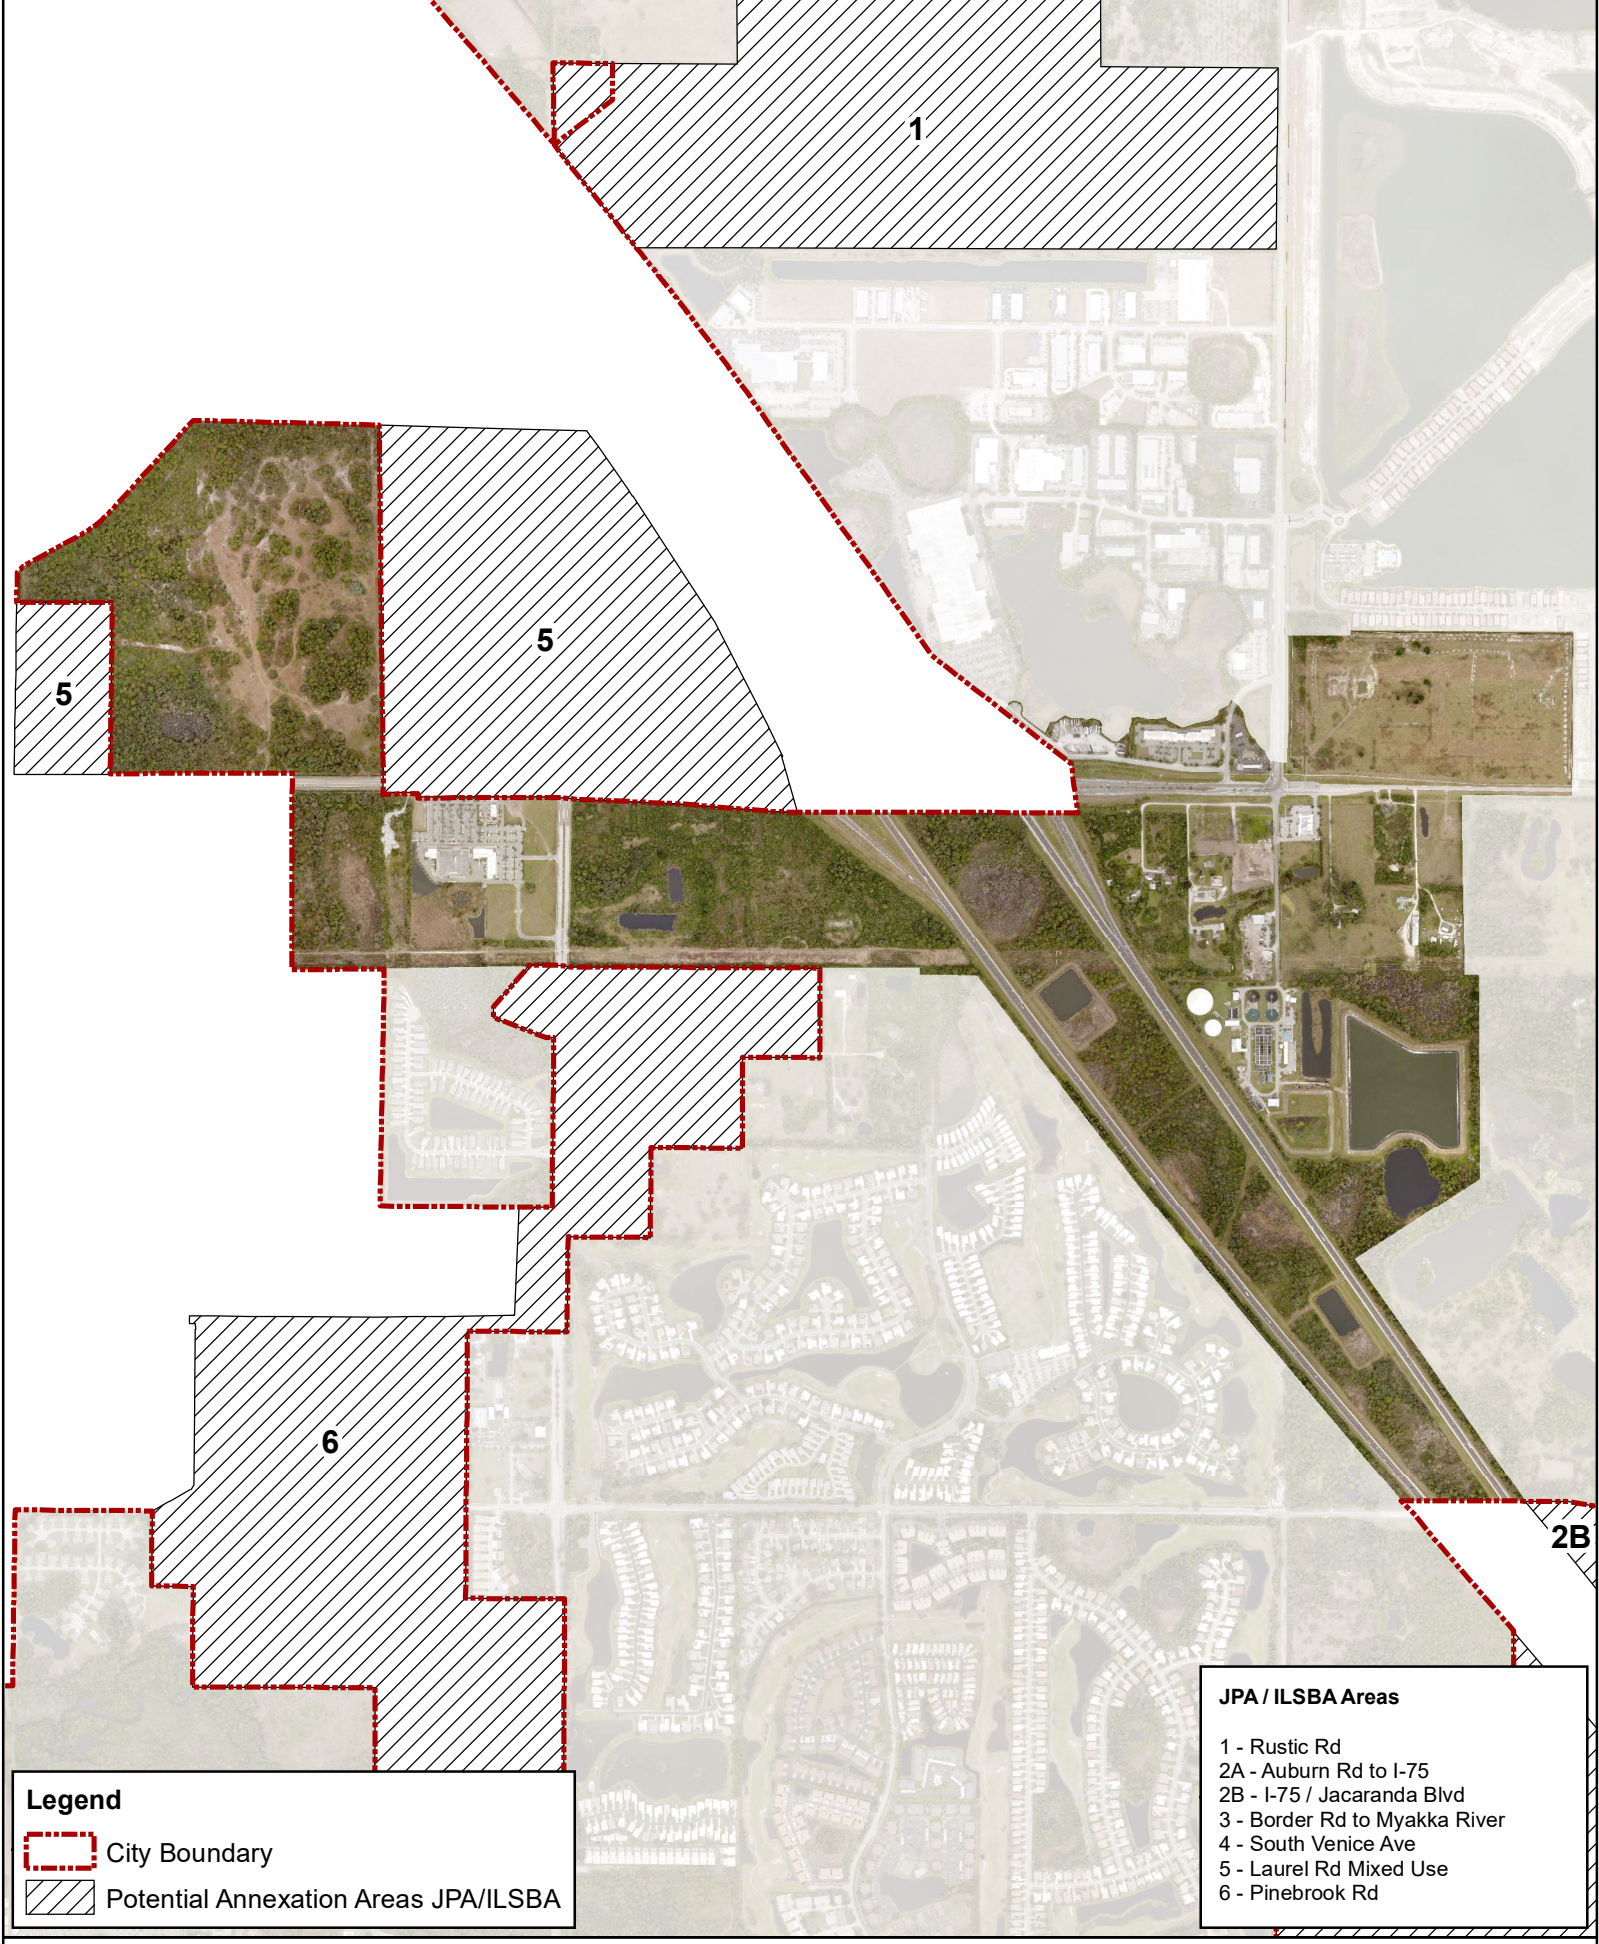 1
5
5
6
2B
JPA / ILSBA Areas
1 - Rustic Rd
2A - Auburn Rd to I-75
2B - I-75 / Jacaranda Blvd
3 - Border Rd to Myakka River
4 - South Venice Ave
5 - Laurel Rd Mixed Use
6 - Pinebrook Rd
Legend
City Boundary
Potential Annexation Areas JPA/ILSBA